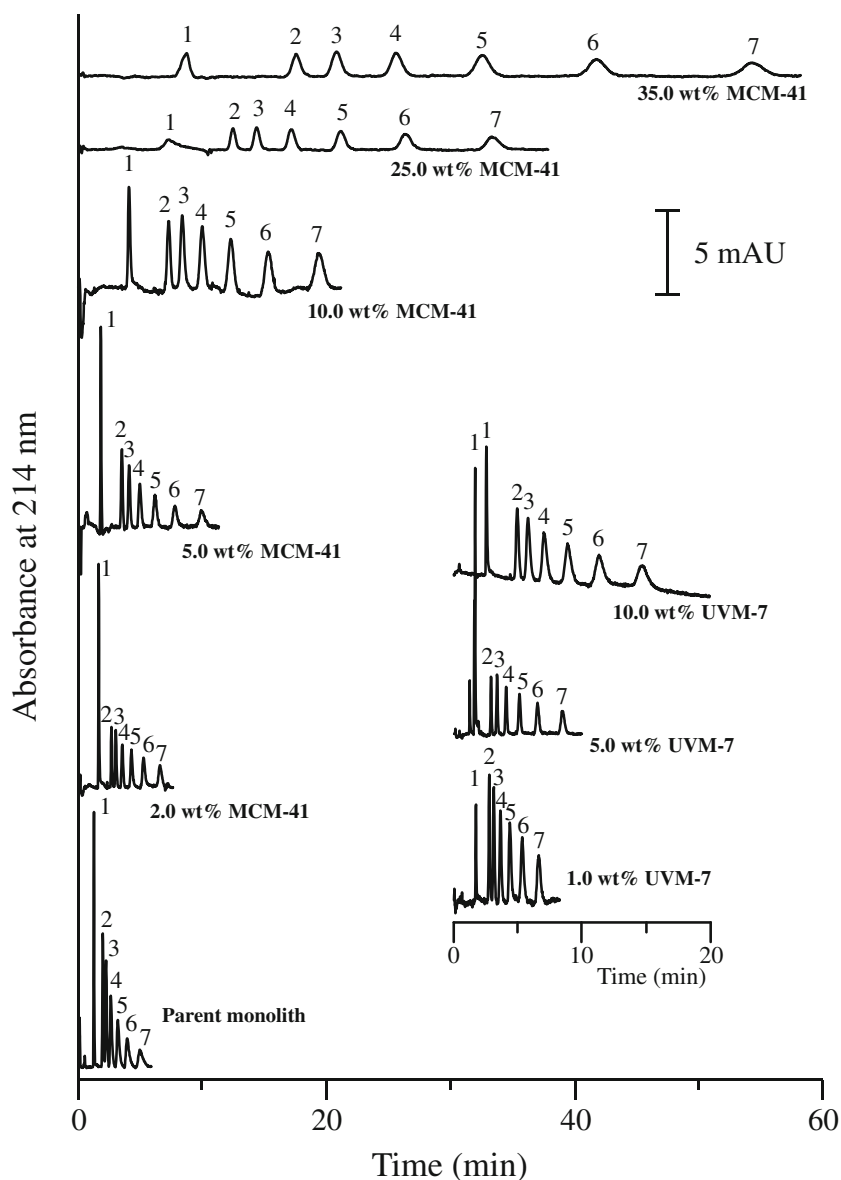 1 2 3 4 5 6 7
35.0 wt% MCM-41
1 2 3 4 5 6 7
25.0 wt% MCM-41
1 2 3 4 5 6 7
5 mAU
10.0 wt% MCM-41
1 2 3 4 5 6 7
5.0 wt% MCM-41
1 2 3 4 5 6 7
2.0 wt% MCM-41
1 2 3 4 5 6 7
Parent monolith
1 2 3 4 5 6 7
10.0 wt% UVM-7
1 2 3 4 5 6 7
5.0 wt% UVM-7
1 2 3 4 5 6 7
1.0 wt% UVM-7
0 10 20
Time (min)
Absorbance at 214 nm
0 20 40 60
Time (min)